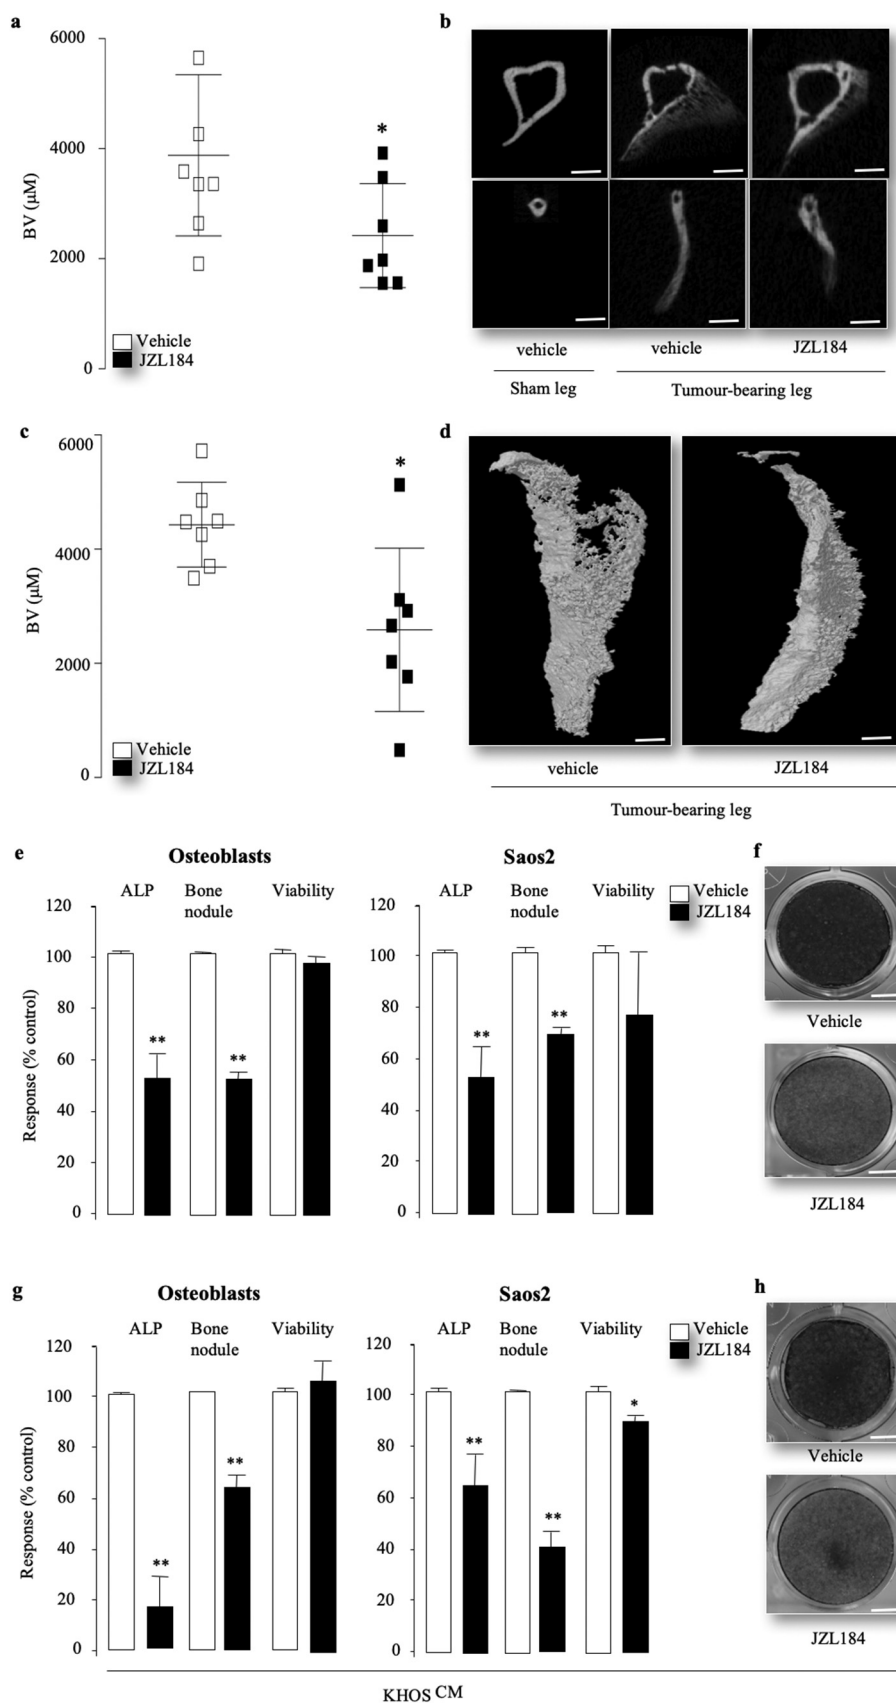 a
b
6000
4000
2000
0
BV (µM)
*
Vehicle
JZL184
vehicle
vehicle
JZL184
Sham leg
Tumour-bearing leg
c
d
6000
4000
2000
0
BV (µM)
*
Vehicle
JZL184
vehicle
JZL184
Tumour-bearing leg
e
f
Osteoblasts
Saos2
ALP
Bone
nodule
Viability
ALP
Bone
nodule
Viability
Vehicle
JZL184
120
100
80
60
40
20
0
Response (% control)
**
**
120
100
80
60
40
20
0
**
**
Vehicle
JZL184
g
h
Osteoblasts
Saos2
ALP
Bone
nodule
Viability
ALP
Bone
nodule
Viability
Vehicle
JZL184
120
100
80
60
40
20
0
Response (% control)
**
**
120
100
80
60
40
20
0
**
**
*
Vehicle
JZL184
KHOS CM